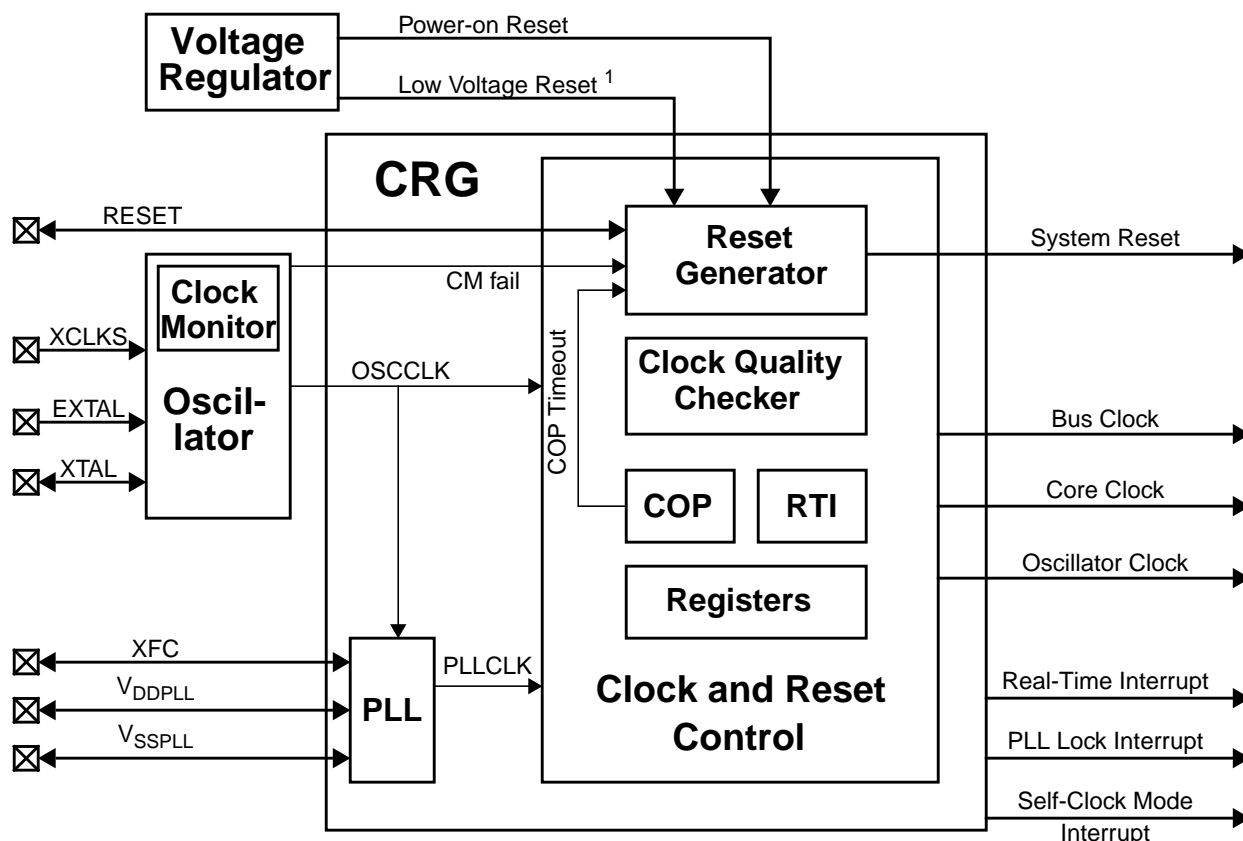 Voltage
Regulator
Power-on Reset
Low Voltage Reset 1
CRG
RESET
Reset
Generator
System Reset
CM fail
Clock
Monitor
XCLKS
OSCCLK
COP Timeout
Clock Quality
Checker
EXTAL
Oscil-
lator
Bus Clock
XTAL
COP
RTI
Core Clock
Oscillator Clock
Registers
XFC
PLLCLK
VDDPLL
PLL
VSSPLL
Clock and Reset
Control
Real-Time Interrupt
PLL Lock Interrupt
Self-Clock Mode
Interrupt